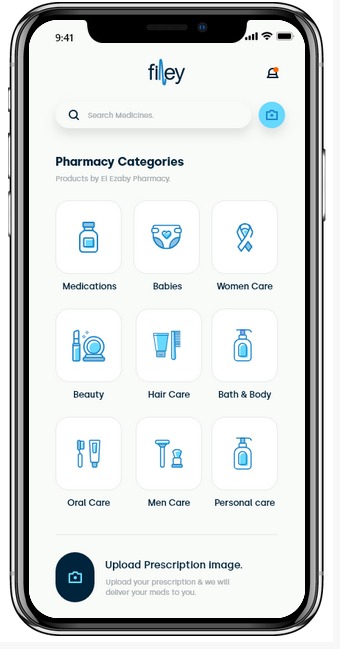 9:41
filley
Search Medicines.
Pharmacy Categories
Products by El Ezaby Pharmacy.
Medications Babies Women Care
Beauty Hair Care Bath & Body
Oral Care Men Care Personal care
Upload Prescription image.
Upload your prescription & we will
deliver your meds to you.